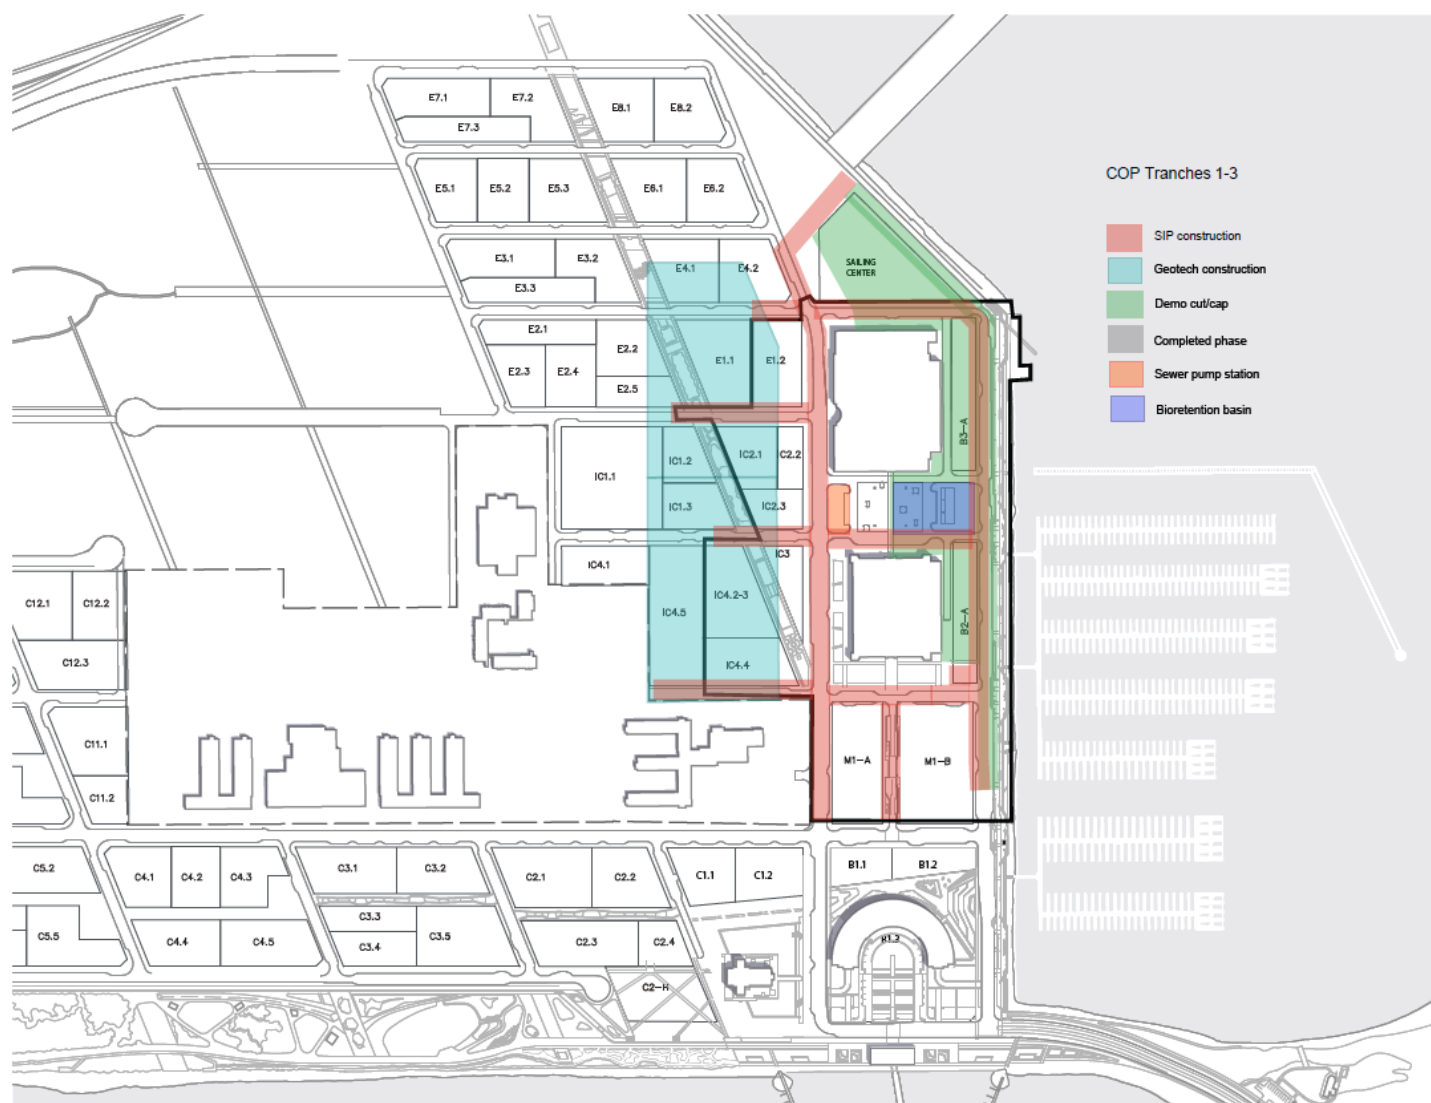 E7.1
E7.2
E8.1
E8.2
E7.3
COP Tranches 1-3
E5.1
E5.2
E5.3
E6.1
E6.2
SIP construction
Geotech construction
Demo cut/cap
Completed phase
Sewer pump station
Bioretention basin
E3.1
E3.2
E4.1
E4.2
E3.3
SAILING
CENTER
E2.1
E2.2
E2.3
E2.4
E2.5
E1.1
E1.2
B3-A
IC1.1
IC1.2
IC2.1
C2.2
IC1.3
IC2.3
IC3
IC4.1
IC4.5
IC4.2-3
IC4.4
B2-A
C12.1
C12.2
C12.3
C11.1
C11.2
M1-A
M1-B
C5.2
C4.1
C4.2
C4.3
C3.1
C3.2
C2.1
C2.2
C1.1
C1.2
B1.1
B1.2
C5.5
C4.4
C4.5
C3.3
C3.4
C3.5
C2.3
C2.4
B1.2
C2-H